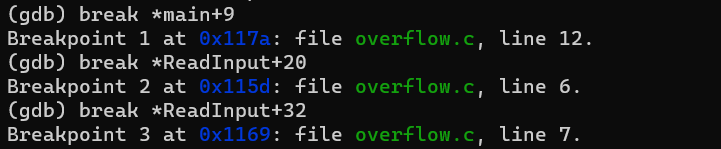 (gdb) break *main+9
Breakpoint 1 at 0x117a: file overflow.c, line 12.
(gdb) break *ReadInput+20
Breakpoint 2 at 0x115d: file overflow.c, line 6.
(gdb) break *ReadInput+32
Breakpoint 3 at 0x1169: file overflow.c, line 7.